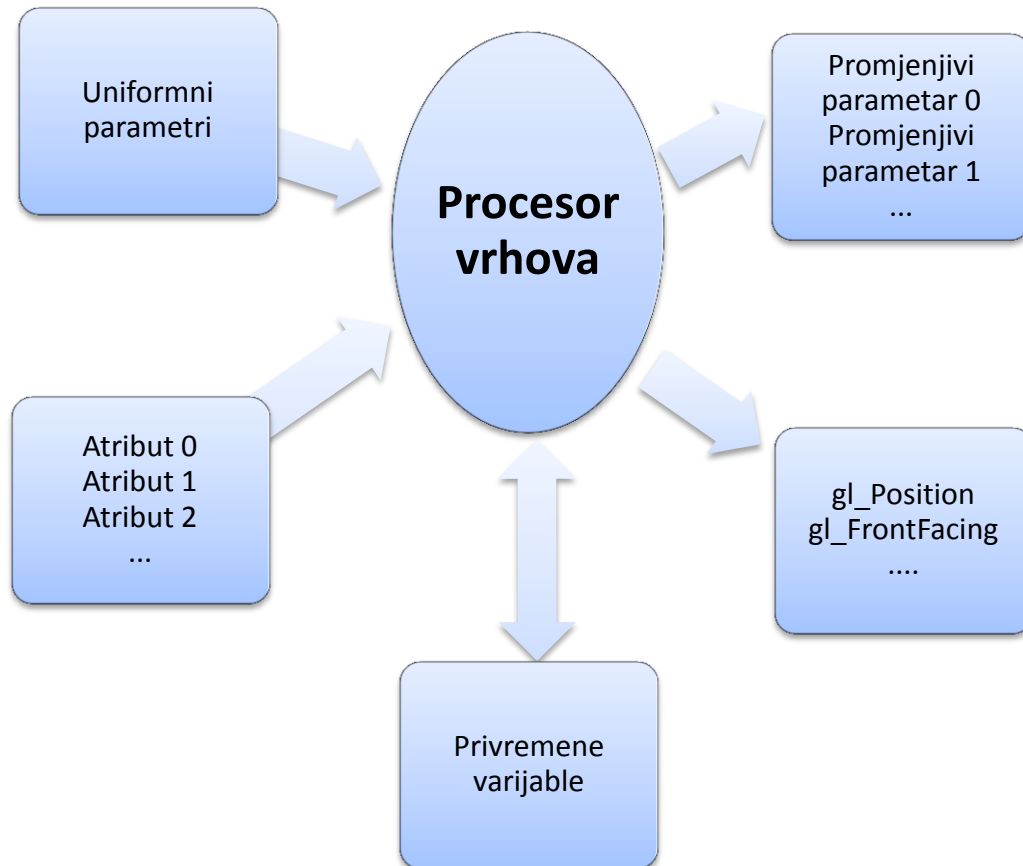 Uniformni
parametri
Procesor
vrhova
Promjenjivi
parametar 0
Promjenjivi
parametar 1
...
Atribut 0
Atribut 1
Atribut 2
...
gl_Position
gl_FrontFacing
....
Privremene
varijable